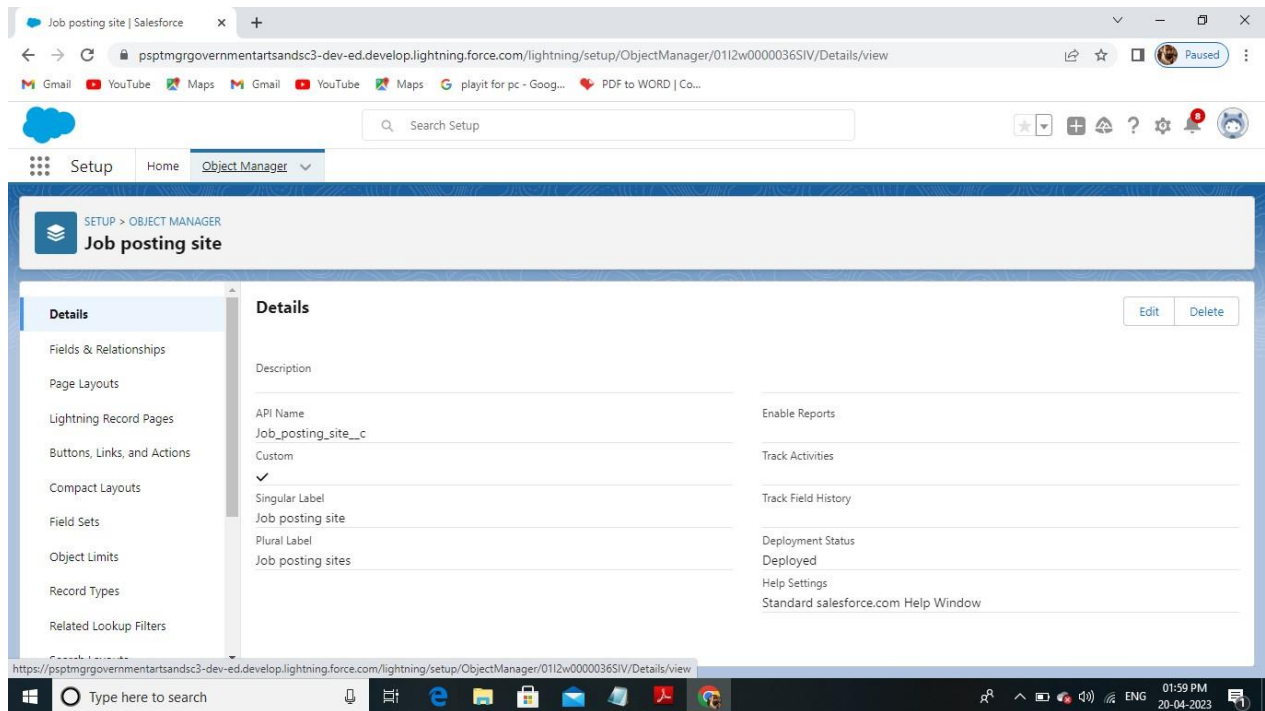 Job posting site | Salesforce
psptmgrgovernmentartsandsc3-dev-ed.develop.lightning.force.com/lightning/setup/ObjectManager/01I2w0000036SIV/Details/view
Paused
Gmail YouTube Maps Gmail YouTube Maps playit for pc - Goog... PDF to WORD | Co...
Search Setup
8
Setup Home Object Manager
SETUP > OBJECT MANAGER
Job posting site
Details
Fields & Relationships
Page Layouts
Lightning Record Pages
Buttons, Links, and Actions
Compact Layouts
Field Sets
Object Limits
Record Types
Related Lookup Filters
Details
Edit Delete
Description
API Name
Job_posting_site__c
Custom
Singular Label
Job posting site
Plural Label
Job posting sites
Enable Reports
Track Activities
Track Field History
Deployment Status
Deployed
Help Settings
Standard salesforce.com Help Window
https://psptmgrgovernmentartsandsc3-dev-ed.develop.lightning.force.com/lightning/setup/ObjectManager/01I2w0000036SIV/Details/view
Type here to search
ENG
01:59 PM
20-04-2023
1